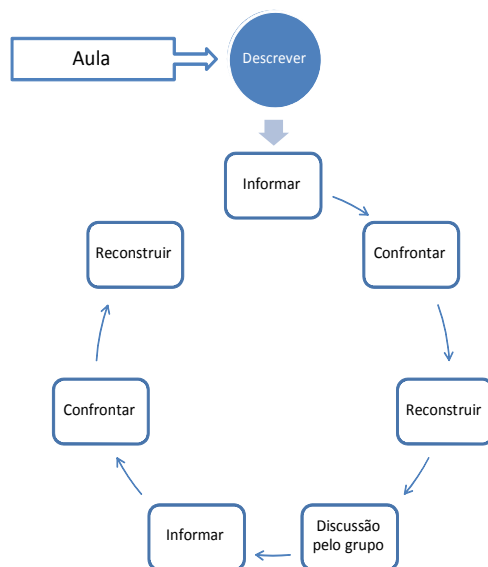 Aula
Descrever
Informar
Confrontar
Reconstruir
Discussão
pelo grupo
Informar
Confrontar
Reconstruir